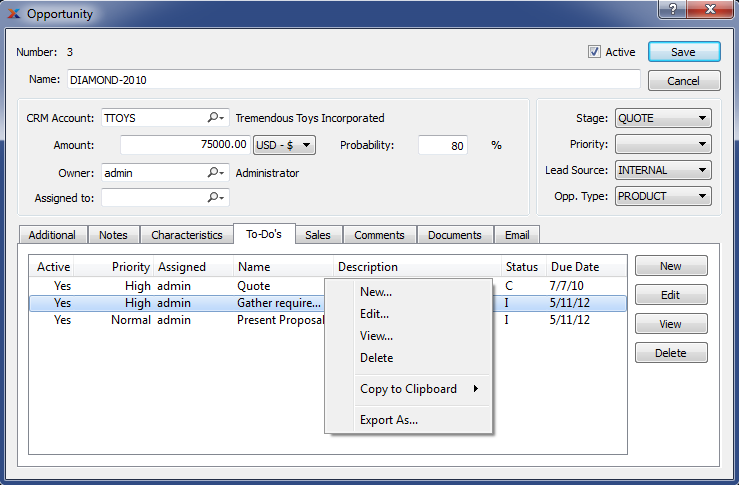 Opportunity
Number: 3
Active
Save
Name: DIAMOND-2010
Cancel
CRM Account: TTOYS Tremendous Toys Incorporated
Amount: 75000.00 USD - $ Probability: 80 %
Owner: admin Administrator
Assigned to:
Stage: QUOTE
Priority:
Lead Source: INTERNAL
Opp. Type: PRODUCT
Additional Notes Characteristics To-Do's Sales Comments Documents Email
Active Priority Assigned Name Description Status Due Date
Yes High admin Quote C 7/7/10
Yes High admin Gather require... I 5/11/12
Yes Normal admin Present Proposal I 5/11/12
New...
Edit...
View...
Delete
Copy to Clipboard
Export As...
New
Edit
View
Delete